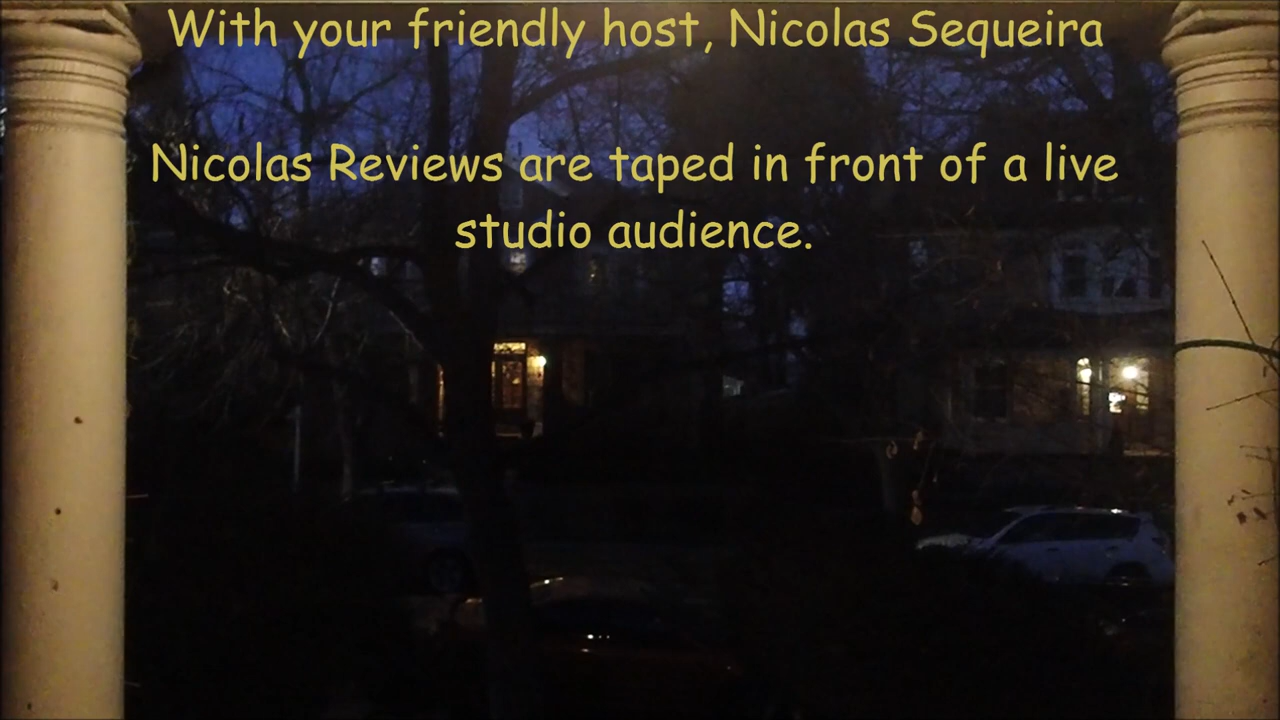 With your friendly host, Nicolas Sequeira
Nicolas Reviews are taped in front of a live
studio audience.